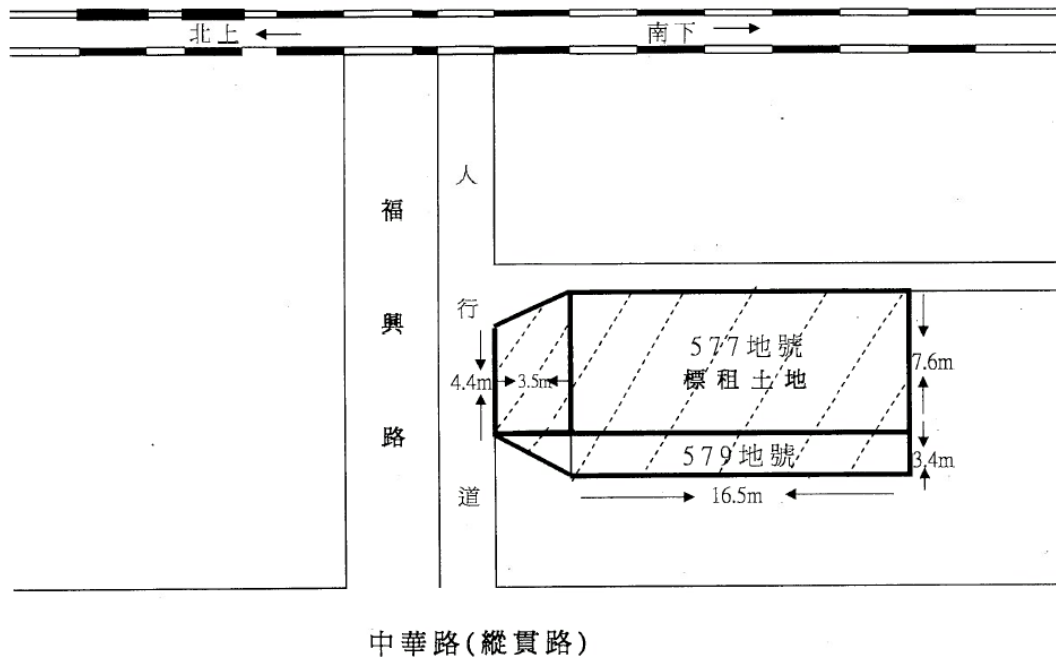 北上 ←
南下 →
福興路
人行道
577地號
標租土地
7.6m
4.4m
3.5m
579地號
3.4m
16.5m
中華路(縱貫路)